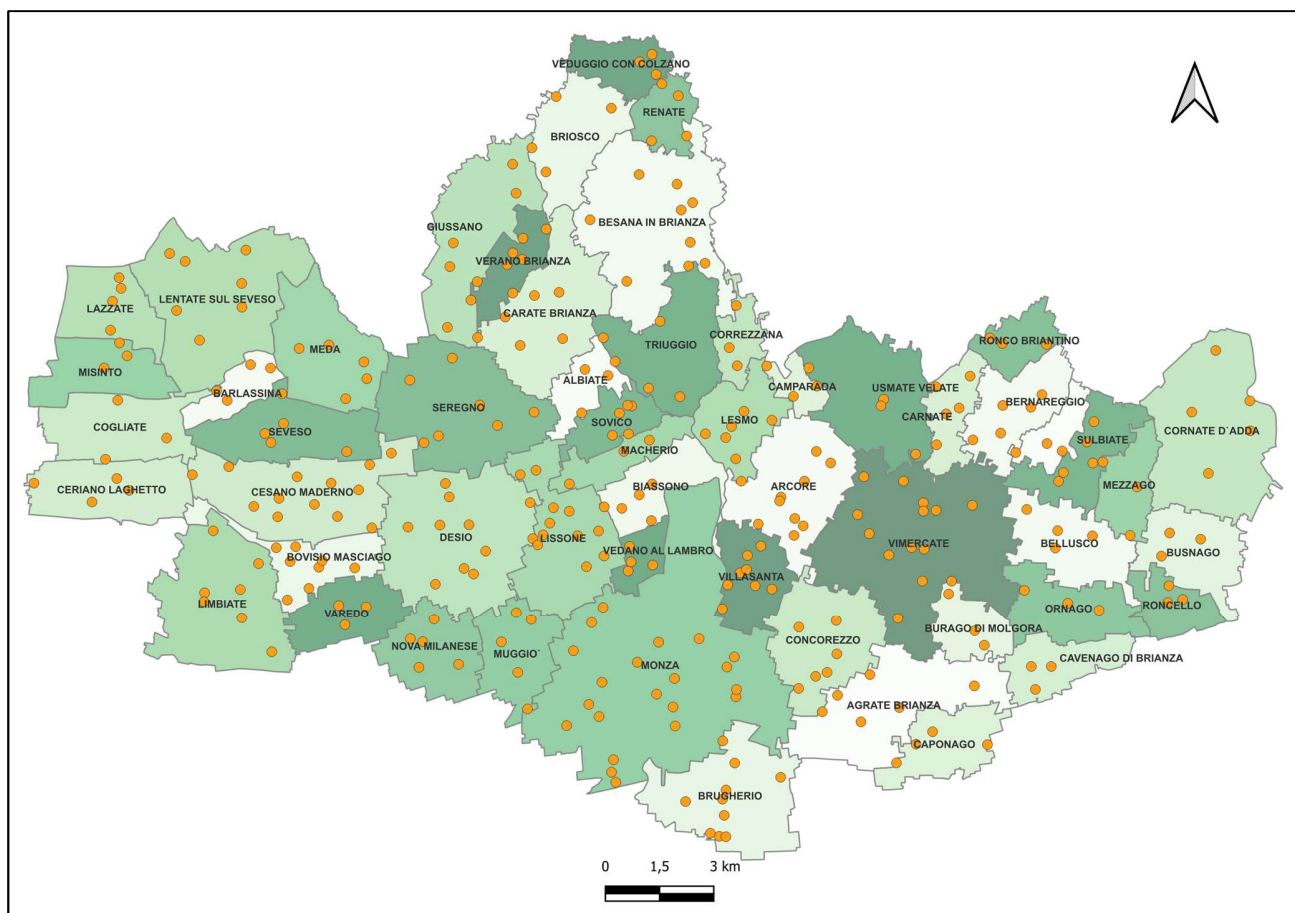 VEDUGGIO CON COLZANO
RENATE
BRIOSCO
BESANA IN BRIANZA
GIUSSANO
VERANO BRIANZA
LENTATE SUL SEVESO
LAZZATE
CARATE BRIANZA
CORREZZANA
RONCO BRIANTINO
TRIUGGIO
MEDA
MISINTO
ALBIATE
CAMPARADA
USMATE VELATE
BARLASSINA
BERNAREGGIO
SEREGNO
CARNATE
LESMO
SOVICO
COGLIATE
SEVESO
CORNATE D`ADDA
SULBIATE
MACHERIO
CERIANO LAGHETTO
CESANO MADERNO
BIASSONO
ARCORE
MEZZAGO
DESIO
LISSONE
VIMERCATE
BELLUSCO
VEDANO AL LAMBRO
BUSNAGO
BOVISIO MASCIAGO
VILLASANTA
LIMBIATE
RONCELLO
ORNAGO
VAREDO
BURAGO DI MOLGORA
CONCOREZZO
NOVA MILANESE
MUGGIO`
CAVENAGO DI BRIANZA
MONZA
AGRATE BRIANZA
CAPONAGO
BRUGHERIO
0 1,5 3 km